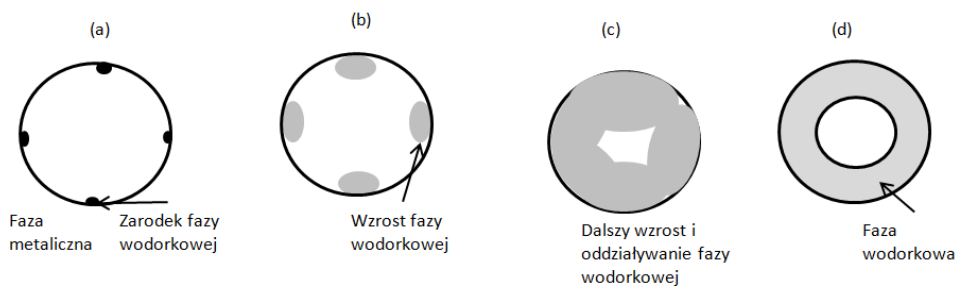 (a)
(b)
(c)
(d)
Faza
metaliczna
Zarodek fazy
wodorkowej
Wzrost fazy
wodorkowej
Dalszy wzrost i
oddziaływanie fazy
wodorkowej
Faza
wodorkowa